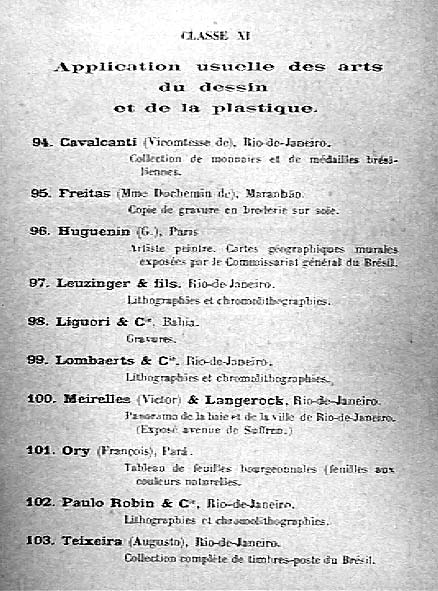 CLASSE XI
Application usuelle des arts
du dessin
et de la plastique.
94. Cavalcanti (Vicomtesse de), Rio-de-Janeiro.
Collection de monnaies et de médailles brési-
liennes.
95. Freitas (Mme Duchemin de), Maranhão.
Copie de gravure en broderie sur soie.
96. Huguenin (G.), Paris
Artiste peintre. Cartes géographiques murales
exposées par le Commissariat général du Brésil.
97. Leuzinger & fils. Rio-de-Janeiro.
Lithographies et chromolithographies.
98. Liguori & Cie, Bahia.
Gravures.
99. Lombaerts & Cie, Rio-de-Janeiro.
Lithographies et chromolithographies.
100. Meirelles (Victor) & Langerock, Rio-de-Janeiro.
Panorama de la baie et de la ville de Rio-de-Janeiro.
(Exposé avenue de Suffren.)
101. Ory (François), Pará.
Tableau de feuilles bourgeonnales (feuilles aux
couleurs naturelles.
102. Paulo Robin & Cie, Rio-de-Janeiro.
Lithographies et chromolithographies.
103. Teixeira (Augusto), Rio-de-Janeiro.
Collection complète de timbres-poste du Brésil.